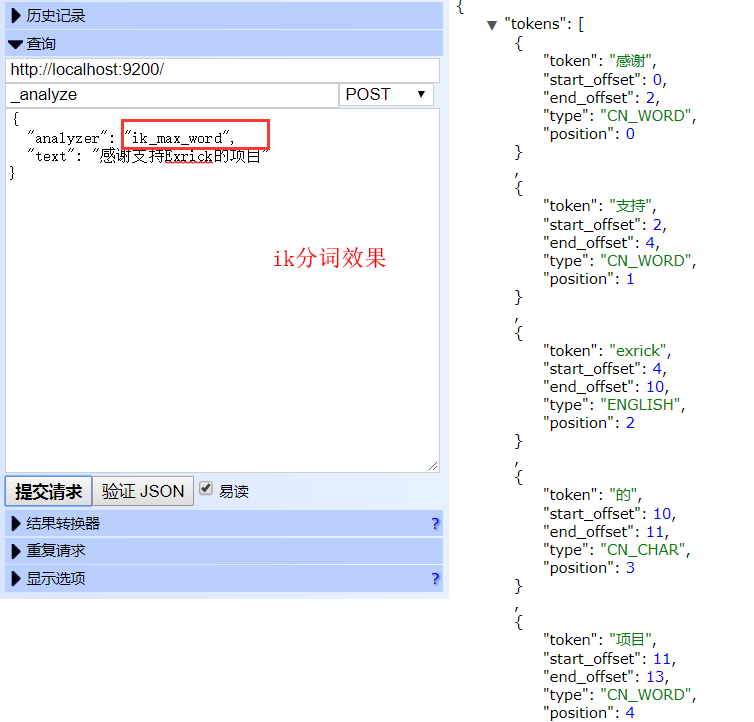 历史记录
查询
http://localhost:9200/
_analyze
POST
{
"analyzer": "ik_max_word",
"text": "感谢支持Exrick的项目"
}
ik分词效果
提交请求
验证 JSON
易读
结果转换器
?
重复请求
显示选项
?
{
"tokens": [
{
"token": "感谢",
"start_offset": 0,
"end_offset": 2,
"type": "CN_WORD",
"position": 0
}
,
{
"token": "支持",
"start_offset": 2,
"end_offset": 4,
"type": "CN_WORD",
"position": 1
}
,
{
"token": "exrick",
"start_offset": 4,
"end_offset": 10,
"type": "ENGLISH",
"position": 2
}
,
{
"token": "的",
"start_offset": 10,
"end_offset": 11,
"type": "CN_CHAR",
"position": 3
}
,
{
"token": "项目",
"start_offset": 11,
"end_offset": 13,
"type": "CN_WORD",
"position": 4